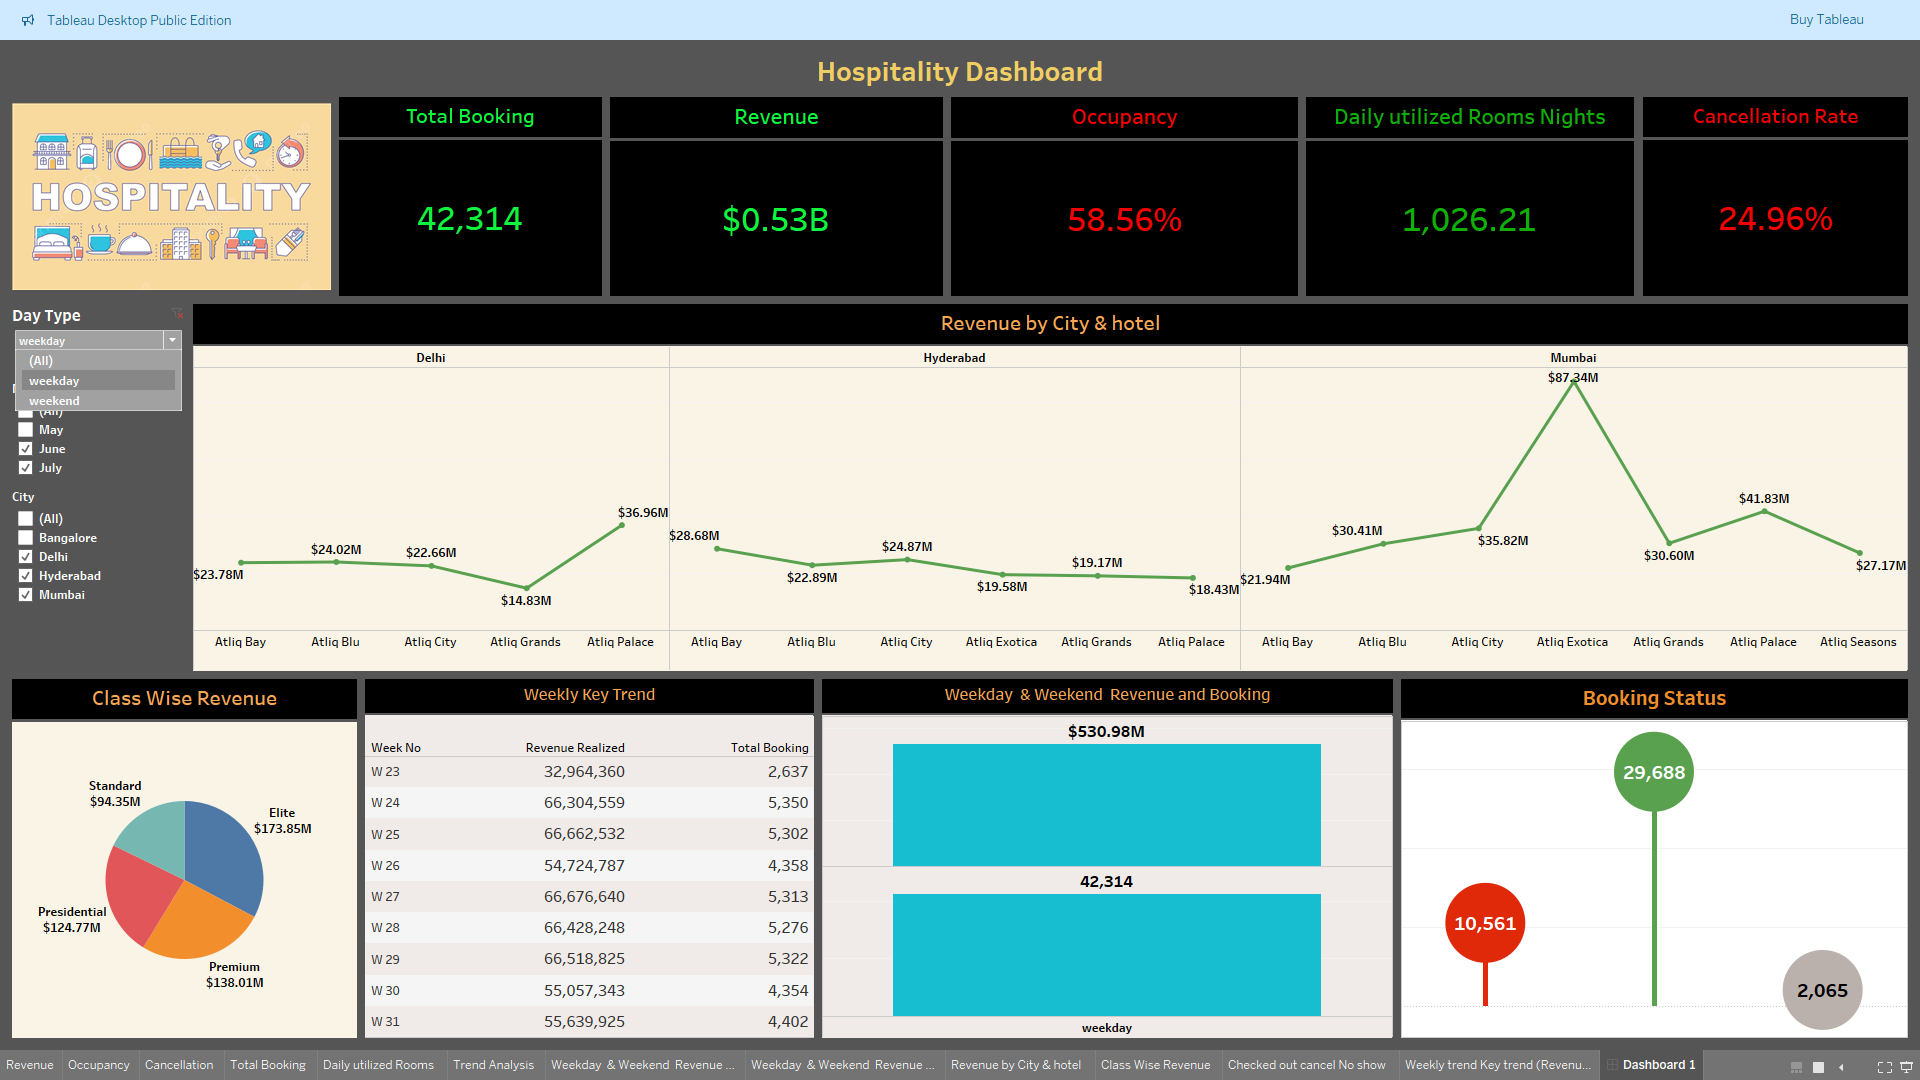 Tableau Desktop Public Edition
Buy Tableau
Hospitality Dashboard
HOSPITALITY
Total Booking
42,314
Revenue
$0.53B
Occupancy
58.56%
Daily utilized Rooms Nights
1,026.21
Cancellation Rate
24.96%
Day Type
weekday
(All)
weekday
weekend
(All)
May
June
July
City
(All)
Bangalore
Delhi
Hyderabad
Mumbai
Revenue by City & hotel
Delhi
Hyderabad
Mumbai
$23.78M
$24.02M
$22.66M
$14.83M
$36.96M
$28.68M
$22.89M
$24.87M
$19.58M
$19.17M
$18.43M
$21.94M
$30.41M
$35.82M
$87.34M
$30.60M
$41.83M
$27.17M
Atliq Bay
Atliq Blu
Atliq City
Atliq Grands
Atliq Palace
Atliq Bay
Atliq Blu
Atliq City
Atliq Exotica
Atliq Grands
Atliq Palace
Atliq Bay
Atliq Blu
Atliq City
Atliq Exotica
Atliq Grands
Atliq Palace
Atliq Seasons
Class Wise Revenue
Standard
$94.35M
Elite
$173.85M
Presidential
$124.77M
Premium
$138.01M
Weekly Key Trend
Week No Revenue Realized Total Booking
W 23 32,964,360 2,637
W 24 66,304,559 5,350
W 25 66,662,532 5,302
W 26 54,724,787 4,358
W 27 66,676,640 5,313
W 28 66,428,248 5,276
W 29 66,518,825 5,322
W 30 55,057,343 4,354
W 31 55,639,925 4,402
Weekday & Weekend Revenue and Booking
$530.98M
42,314
weekday
Booking Status
29,688
10,561
2,065
Revenue
Occupancy
Cancellation
Total Booking
Daily utilized Rooms
Trend Analysis
Weekday & Weekend Revenue ...
Weekday & Weekend Revenue ...
Revenue by City & hotel
Class Wise Revenue
Checked out cancel No show
Weekly trend Key trend (Revenu...
Dashboard 1